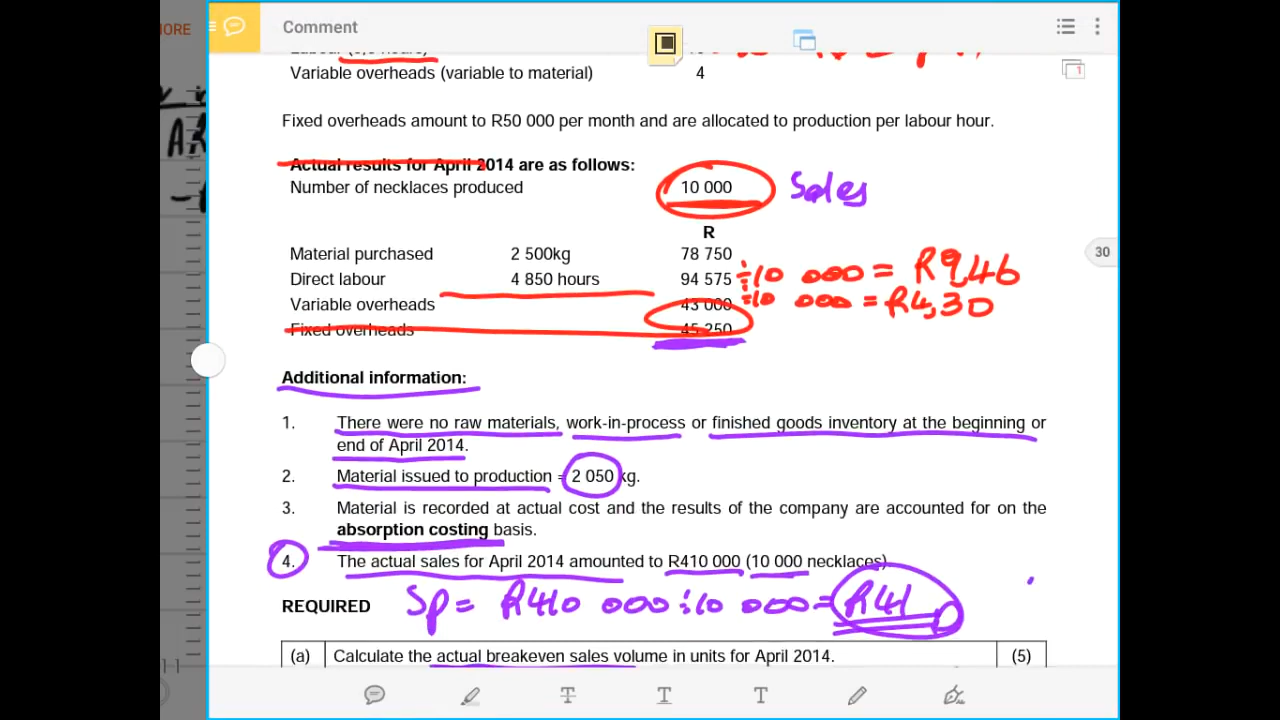 MORE
Comment
Labour (0,5 hours)
Variable overheads (variable to material) 4
Fixed overheads amount to R50 000 per month and are allocated to production per labour hour.
Actual results for April 2014 are as follows:
Number of necklaces produced 10 000 Sales
R
Material purchased 2 500kg 78 750
Direct labour 4 850 hours 94 575 ÷10 000 = R9,46
Variable overheads 43 000 ÷10 000 = R4,30
Fixed overheads 45 250
30
Additional information:
1. There were no raw materials, work-in-process or finished goods inventory at the beginning or
end of April 2014.
2. Material issued to production = 2 050 kg.
3. Material is recorded at actual cost and the results of the company are accounted for on the
absorption costing basis.
4. The actual sales for April 2014 amounted to R410 000 (10 000 necklaces)
REQUIRED Sp = R410 000 ÷10 000 = R41
(a) Calculate the actual breakeven sales volume in units for April 2014. (5)